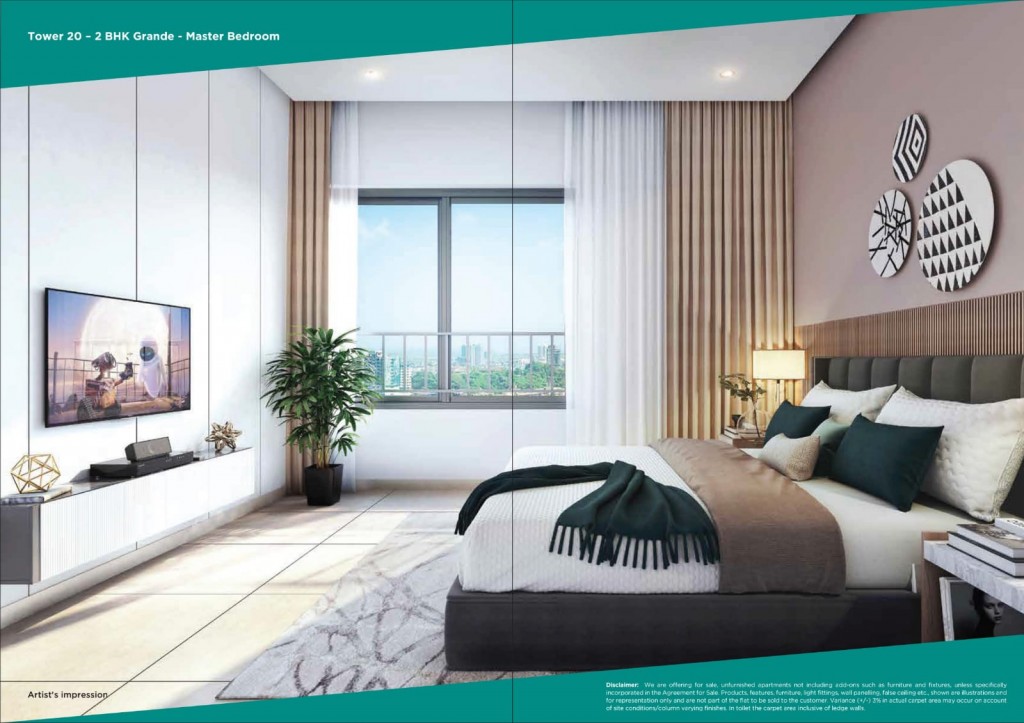 Tower 20 – 2 BHK Grande - Master Bedroom
Artist's impression
Disclaimer: We are offering for sale, unfurnished apartments not including add-ons such as furniture and fixtures, unless specifically
incorporated in the Agreement for Sale. Products, features, furniture, light fittings, wall panelling, false ceiling etc., shown are illustrations and
for representation only and are not part of the flat to be sold to the customer. Variance (+/-) 3% in actual carpet area may occur on account
of site conditions/column varying finishes. In toilet the carpet area inclusive of ledge walls.